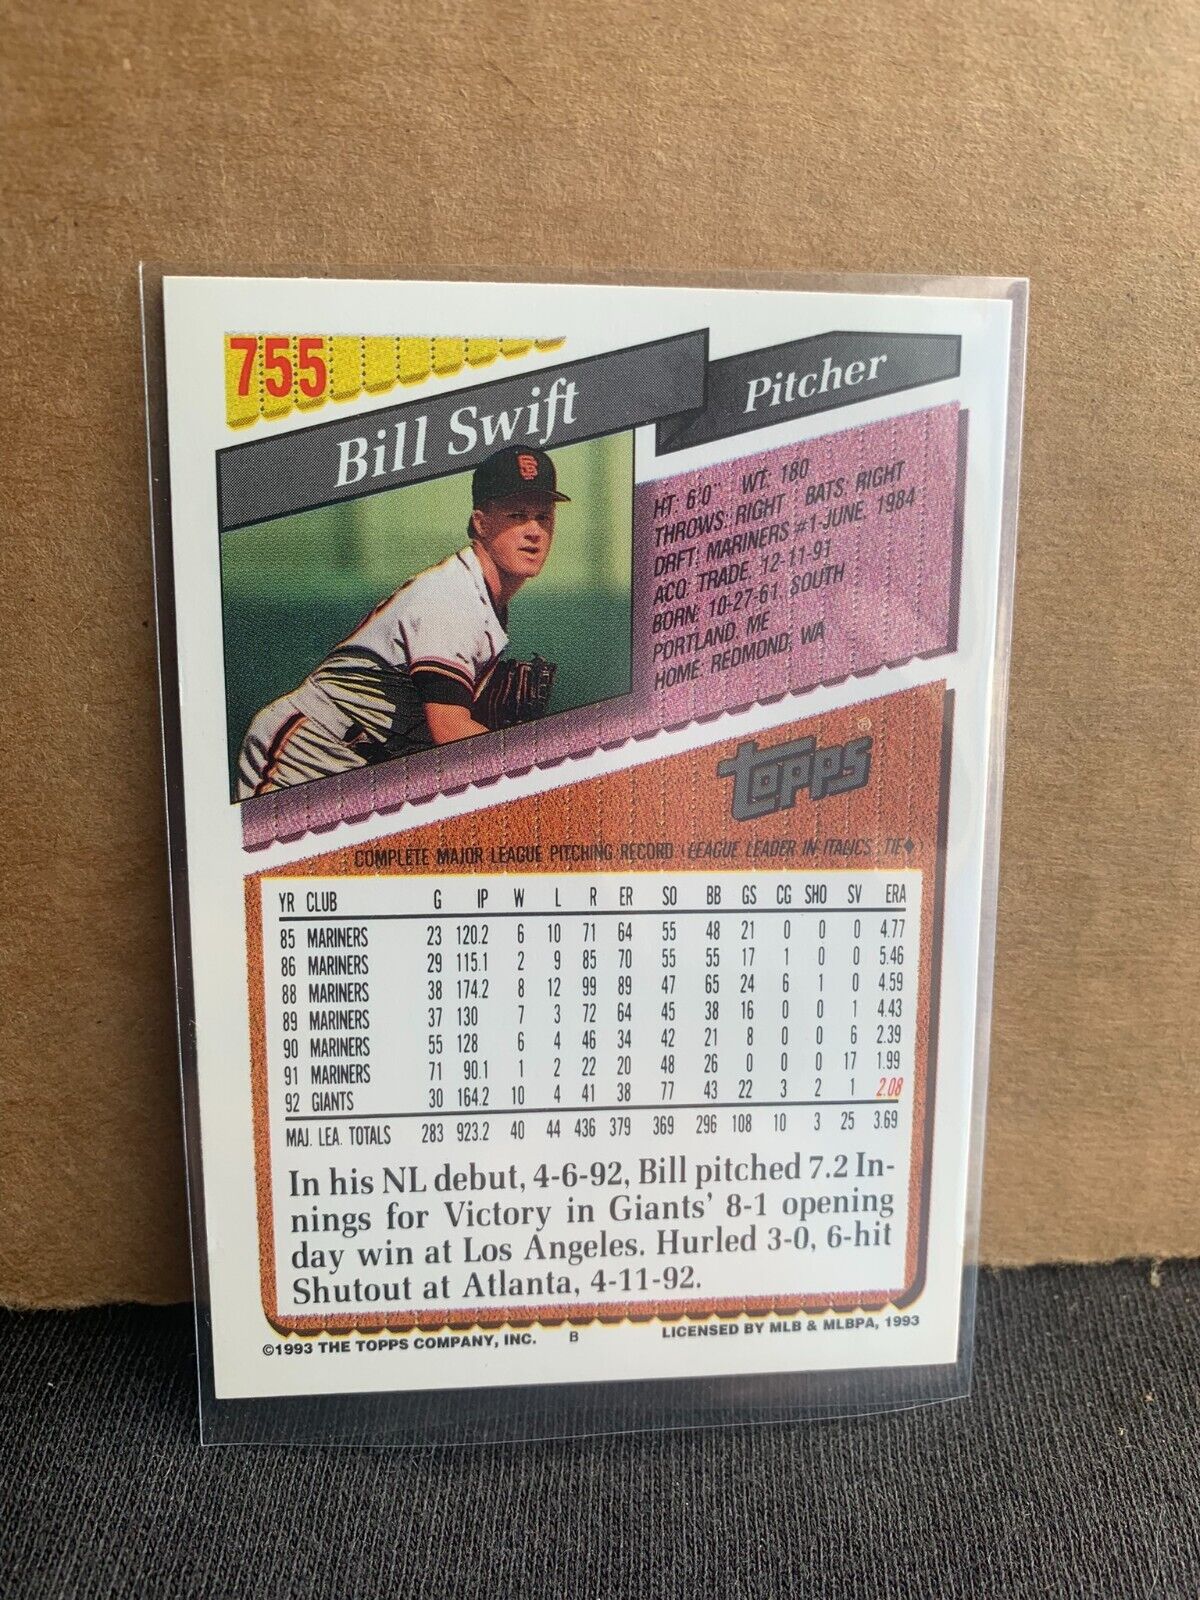 755
Bill Swift
Pitcher
HT: 6'0" WT: 180
THROWS: RIGHT BATS: RIGHT
DRFT: MARINERS #1-JUNE, 1984
ACQ: TRADE, 12-11-91
BORN: 10-27-61, SOUTH
PORTLAND, ME
HOME: REDMOND, WA
SF
topps®
COMPLETE MAJOR LEAGUE PITCHING RECORD (LEAGUE LEADER IN ITALICS, TIE♦)
YR CLUB G IP W L R ER SO BB GS CG SHO SV ERA
85 MARINERS 23 120.2 6 10 71 64 55 48 21 0 0 0 4.77
86 MARINERS 29 115.1 2 9 85 70 55 55 17 1 0 0 5.46
88 MARINERS 38 174.2 8 12 99 89 47 65 24 6 1 0 4.59
89 MARINERS 37 130 7 3 72 64 45 38 16 0 0 1 4.43
90 MARINERS 55 128 6 4 46 34 42 21 8 0 0 6 2.39
91 MARINERS 71 90.1 1 2 22 20 48 26 0 0 0 17 1.99
92 GIANTS 30 164.2 10 4 41 38 77 43 22 3 2 1 2.08
MAJ. LEA. TOTALS 283 923.2 40 44 436 379 369 296 108 10 3 25 3.69
In his NL debut, 4-6-92, Bill pitched 7.2 In-
nings for Victory in Giants' 8-1 opening
day win at Los Angeles. Hurled 3-0, 6-hit
Shutout at Atlanta, 4-11-92.
©1993 THE TOPPS COMPANY, INC. B LICENSED BY MLB & MLBPA, 1993